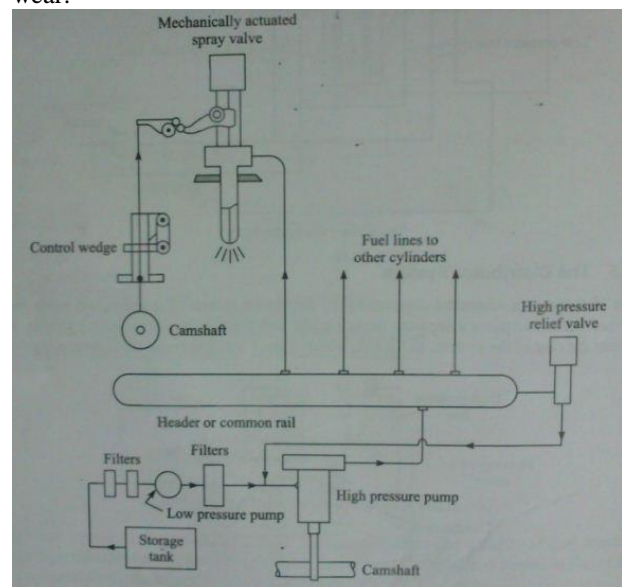 wear.
Mechanically actuated
spray valve
Control wedge
Camshaft
Fuel lines to
other cylinders
High pressure
relief valve
Header or common rail
Filters
Filters
Low pressure pump
High pressure pump
Storage
tank
Camshaft